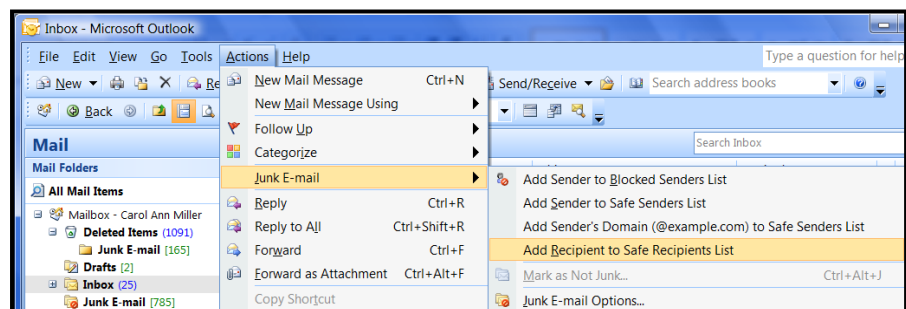 Inbox - Microsoft Outlook
File Edit View Go Tools Actions Help Type a question for help
New Re Send/Receive Search address books
Back
Mail Search Inbox
Mail Folders
All Mail Items
Mailbox - Carol Ann Miller
Deleted Items (1091)
Junk E-mail [165]
Drafts [2]
Inbox (25)
Junk E-mail [785]
New Mail Message Ctrl+N
New Mail Message Using
Follow Up
Categorize
Junk E-mail
Reply Ctrl+R
Reply to All Ctrl+Shift+R
Forward Ctrl+F
Forward as Attachment Ctrl+Alt+F
Copy Shortcut
Add Sender to Blocked Senders List
Add Sender to Safe Senders List
Add Sender's Domain (@example.com) to Safe Senders List
Add Recipient to Safe Recipients List
Mark as Not Junk... Ctrl+Alt+J
Junk E-mail Options...